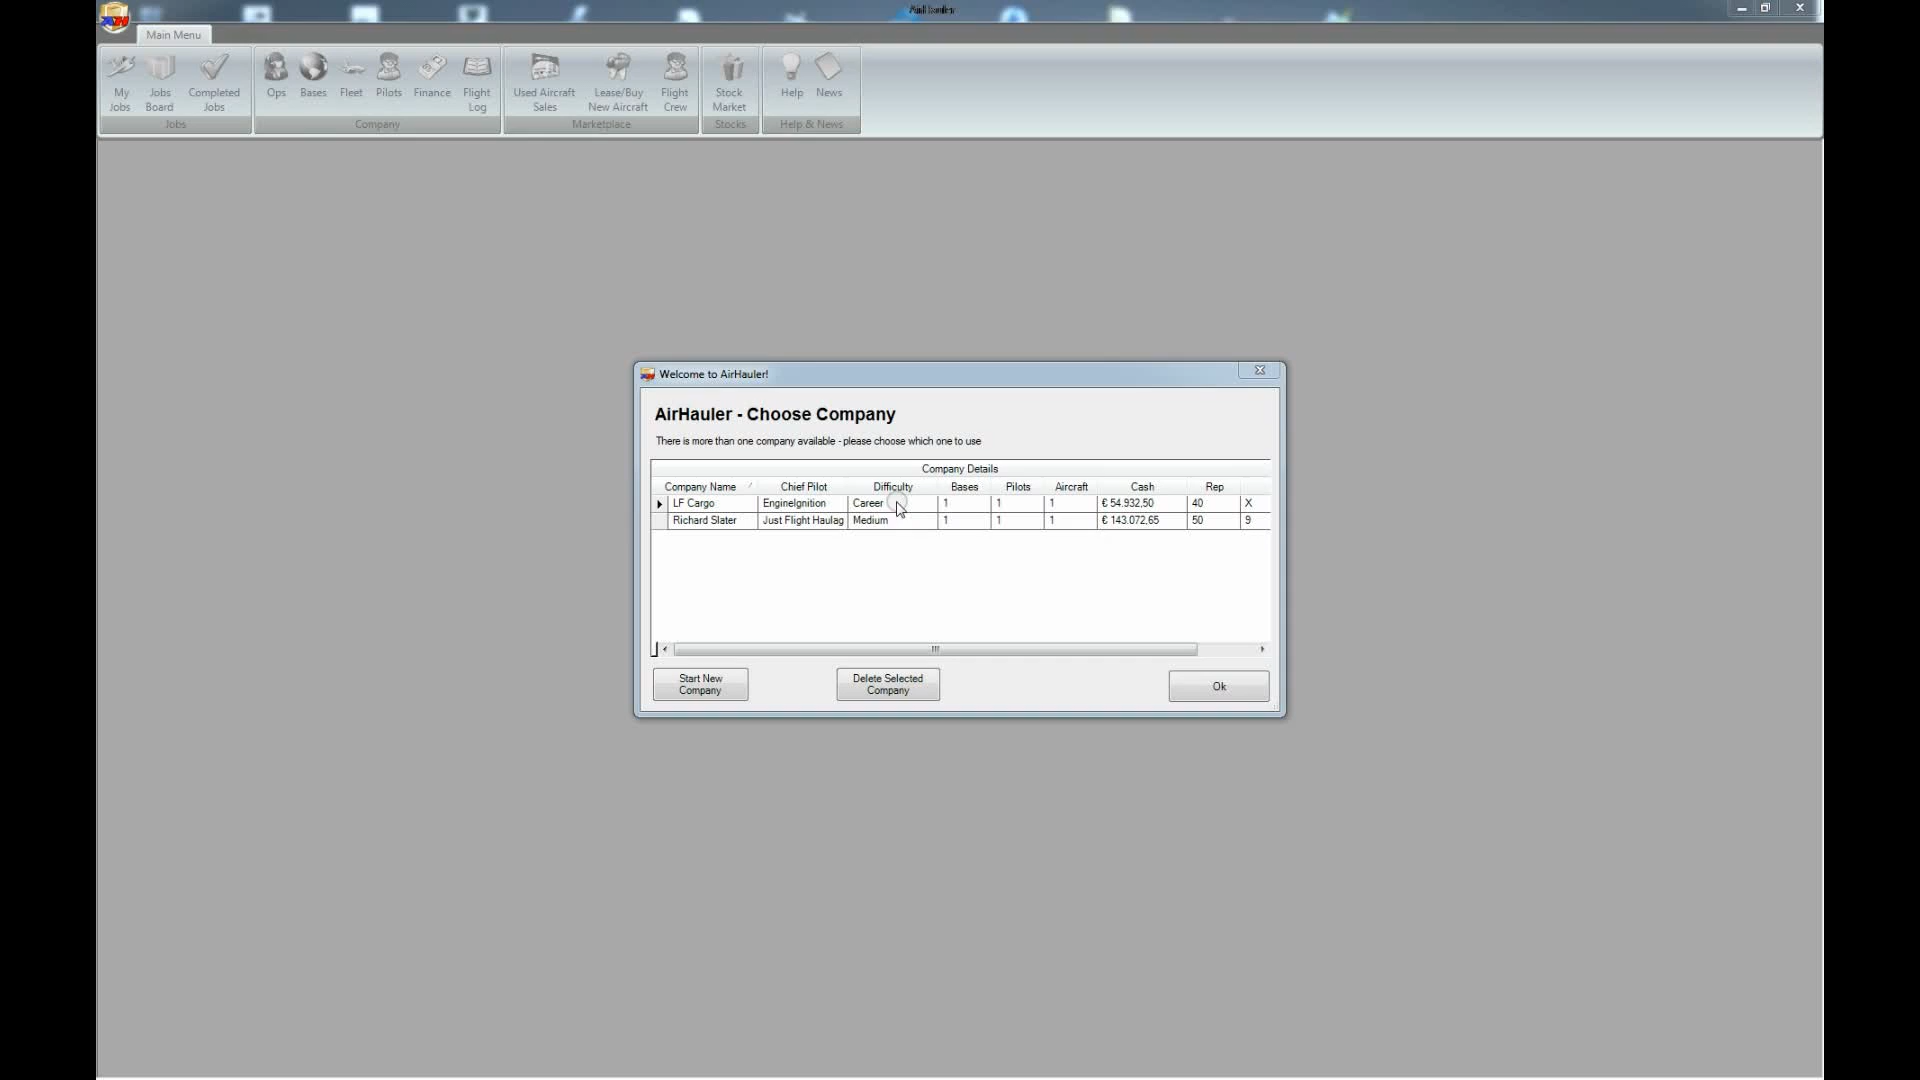 AirHauler
Main Menu
My Jobs
Jobs Board
Completed Jobs
Jobs
Ops
Bases
Fleet
Pilots
Finance
Flight Log
Company
Used Aircraft Sales
Lease/Buy New Aircraft
Flight Crew
Marketplace
Stock Market
Stocks
Help
News
Help & News
Welcome to AirHauler!
AirHauler - Choose Company
There is more than one company available - please choose which one to use
Company Details
Company Name Chief Pilot Difficulty Bases Pilots Aircraft Cash Rep
LF Cargo EngineIgnition Career 1 1 1 € 54.932,50 40 X
Richard Slater Just Flight Haulag Medium 1 1 1 € 143.072,65 50 9
Start New
Company
Delete Selected
Company
Ok